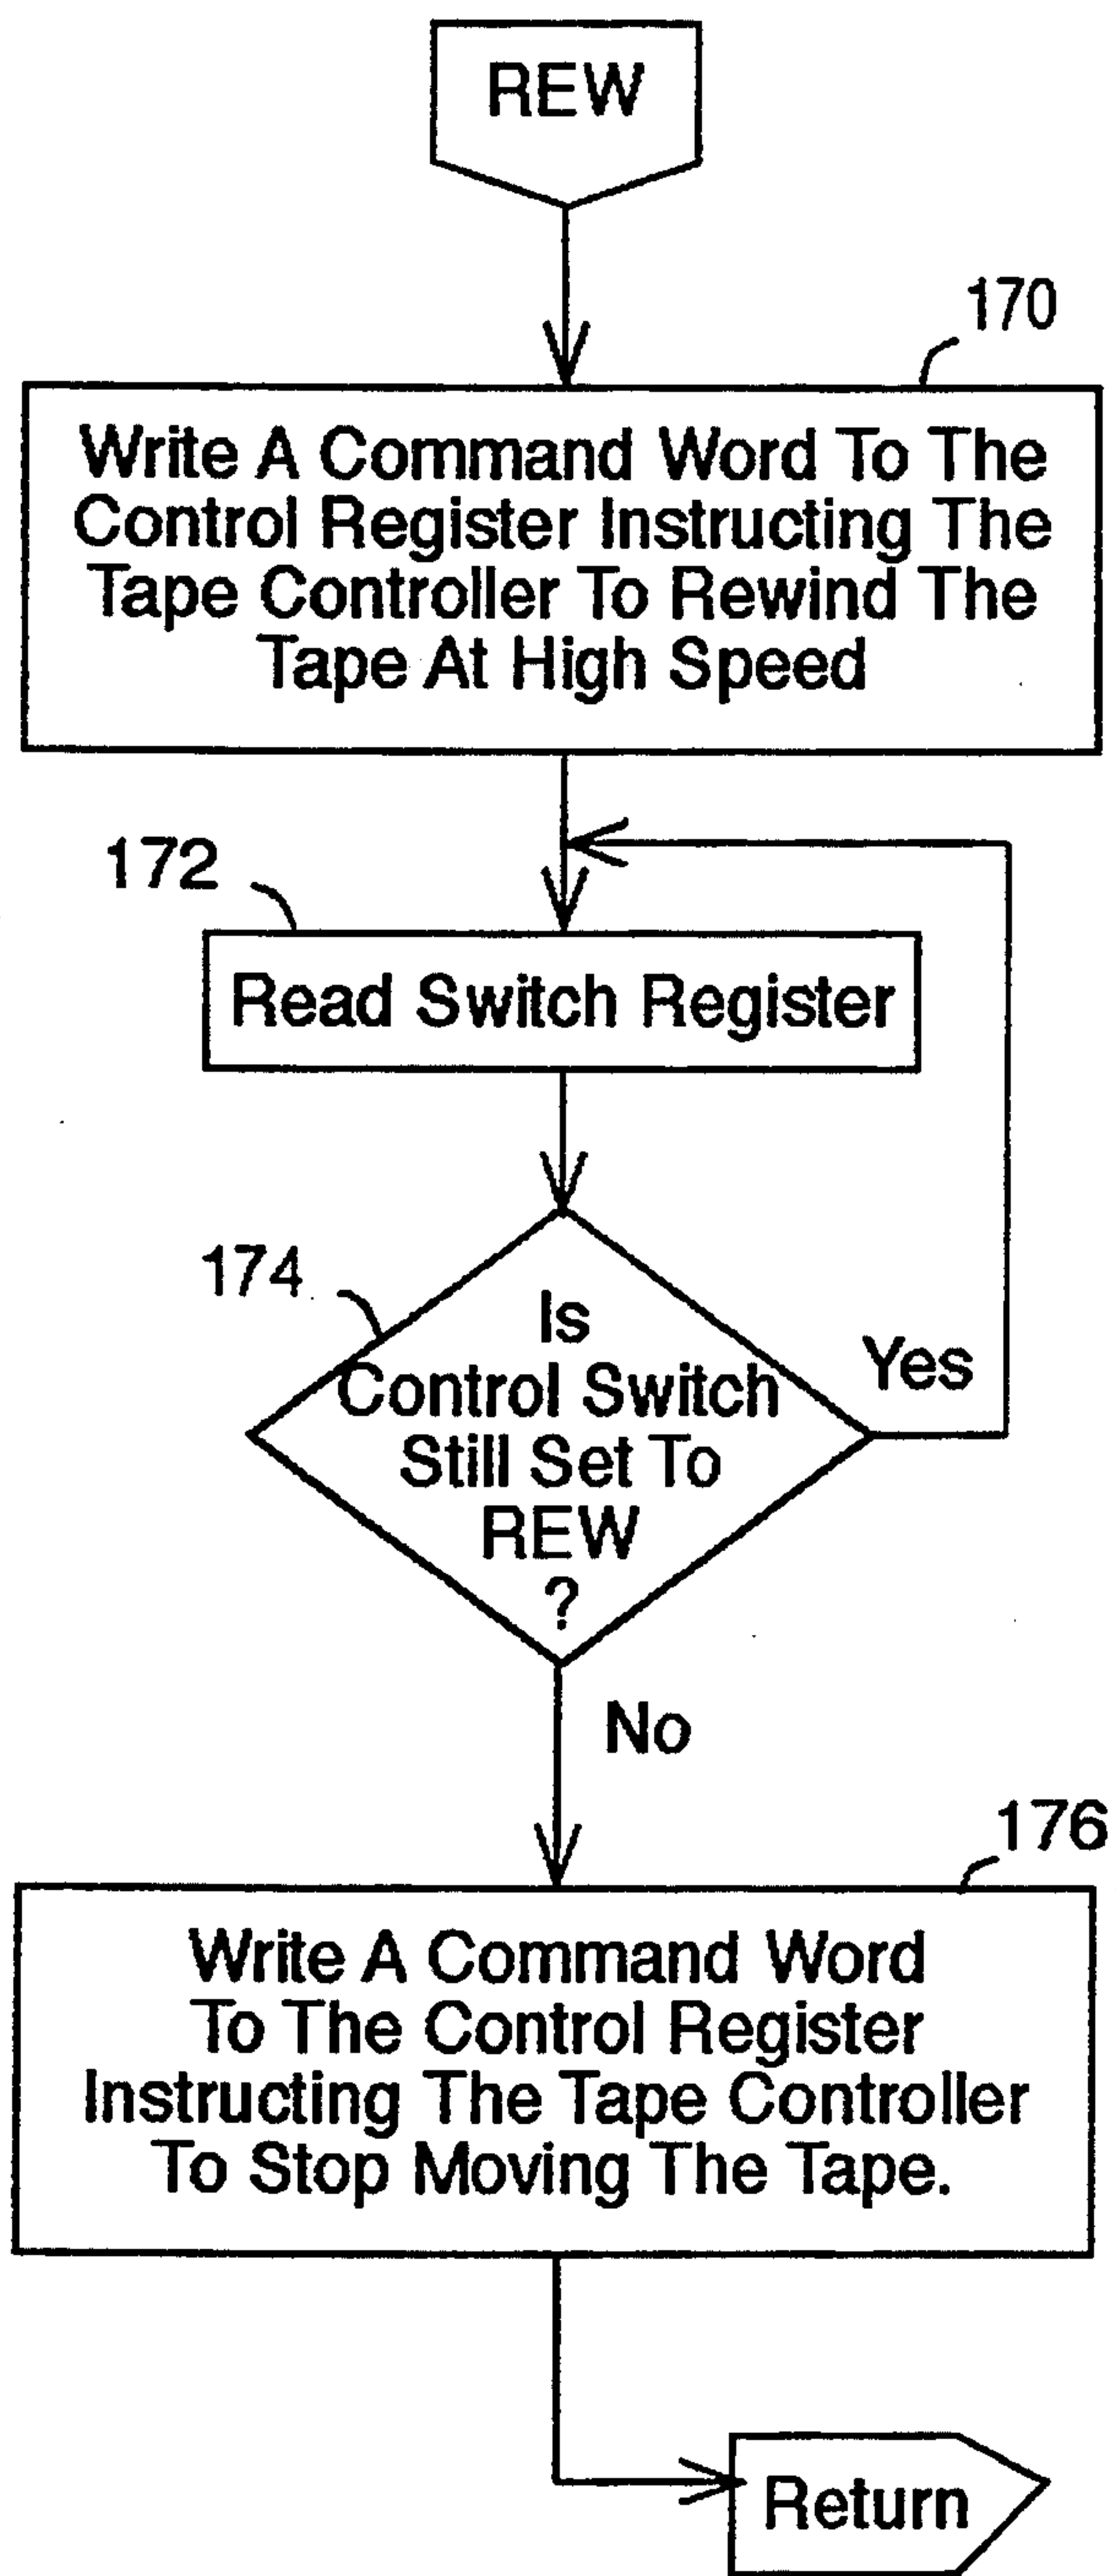 REW
170
Write A Command Word To The
Control Register Instructing The
Tape Controller To Rewind The
Tape At High Speed
172
Read Switch Register
174
Is
Control Switch
Still Set To
REW
?
Yes
No
176
Write A Command Word
To The Control Register
Instructing The Tape Controller
To Stop Moving The Tape.
Return